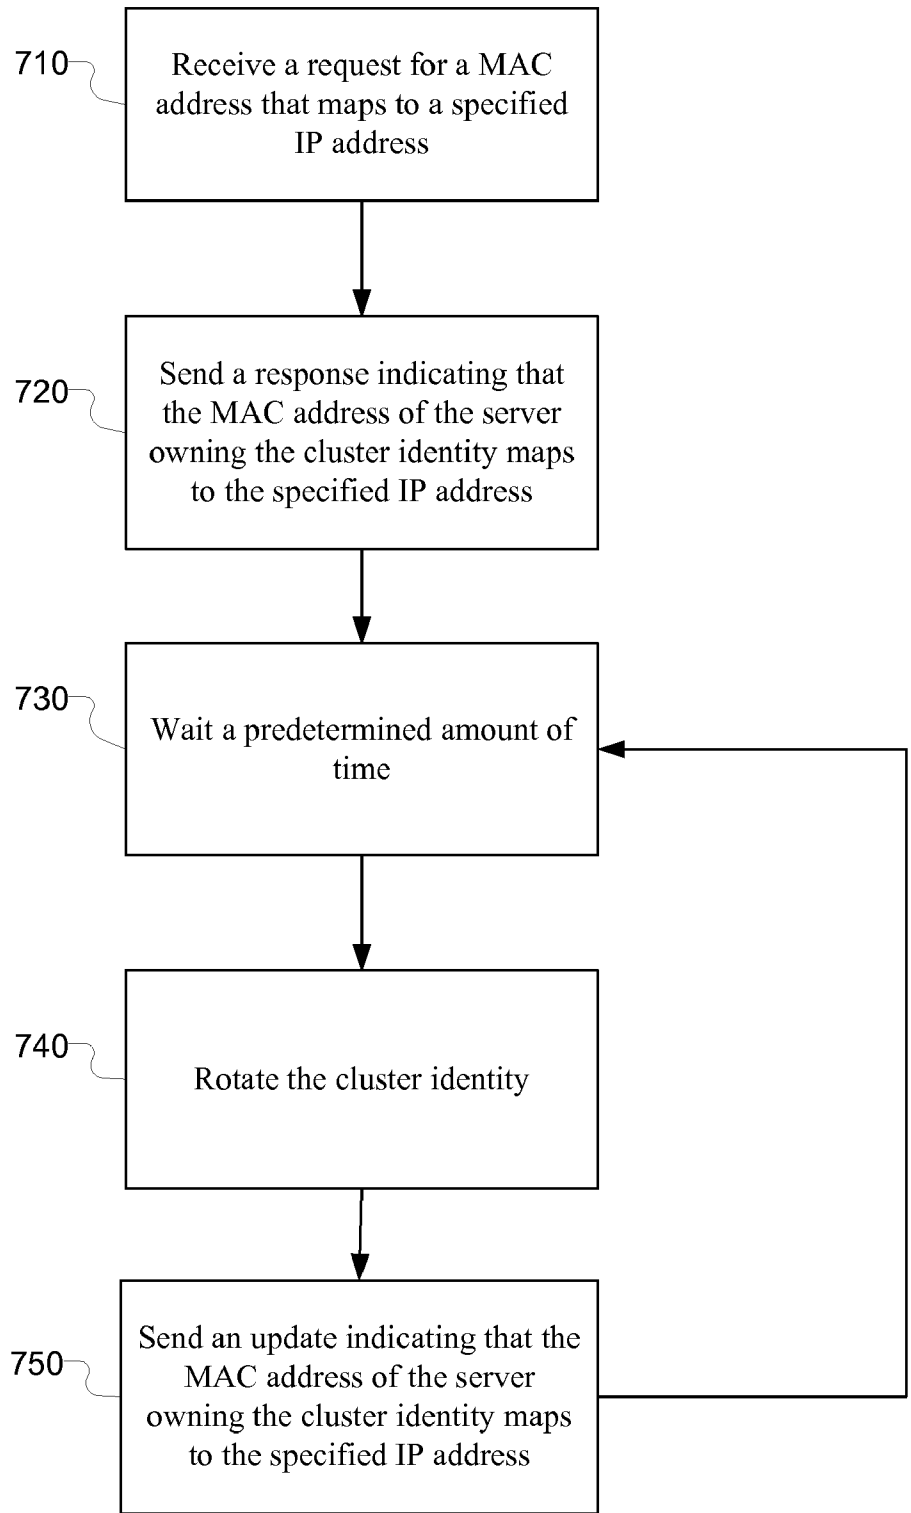 710
Receive a request for a MAC
address that maps to a specified
IP address
720
Send a response indicating that
the MAC address of the server
owning the cluster identity maps
to the specified IP address
730
Wait a predetermined amount of
time
740
Rotate the cluster identity
750
Send an update indicating that the
MAC address of the server
owning the cluster identity maps
to the specified IP address